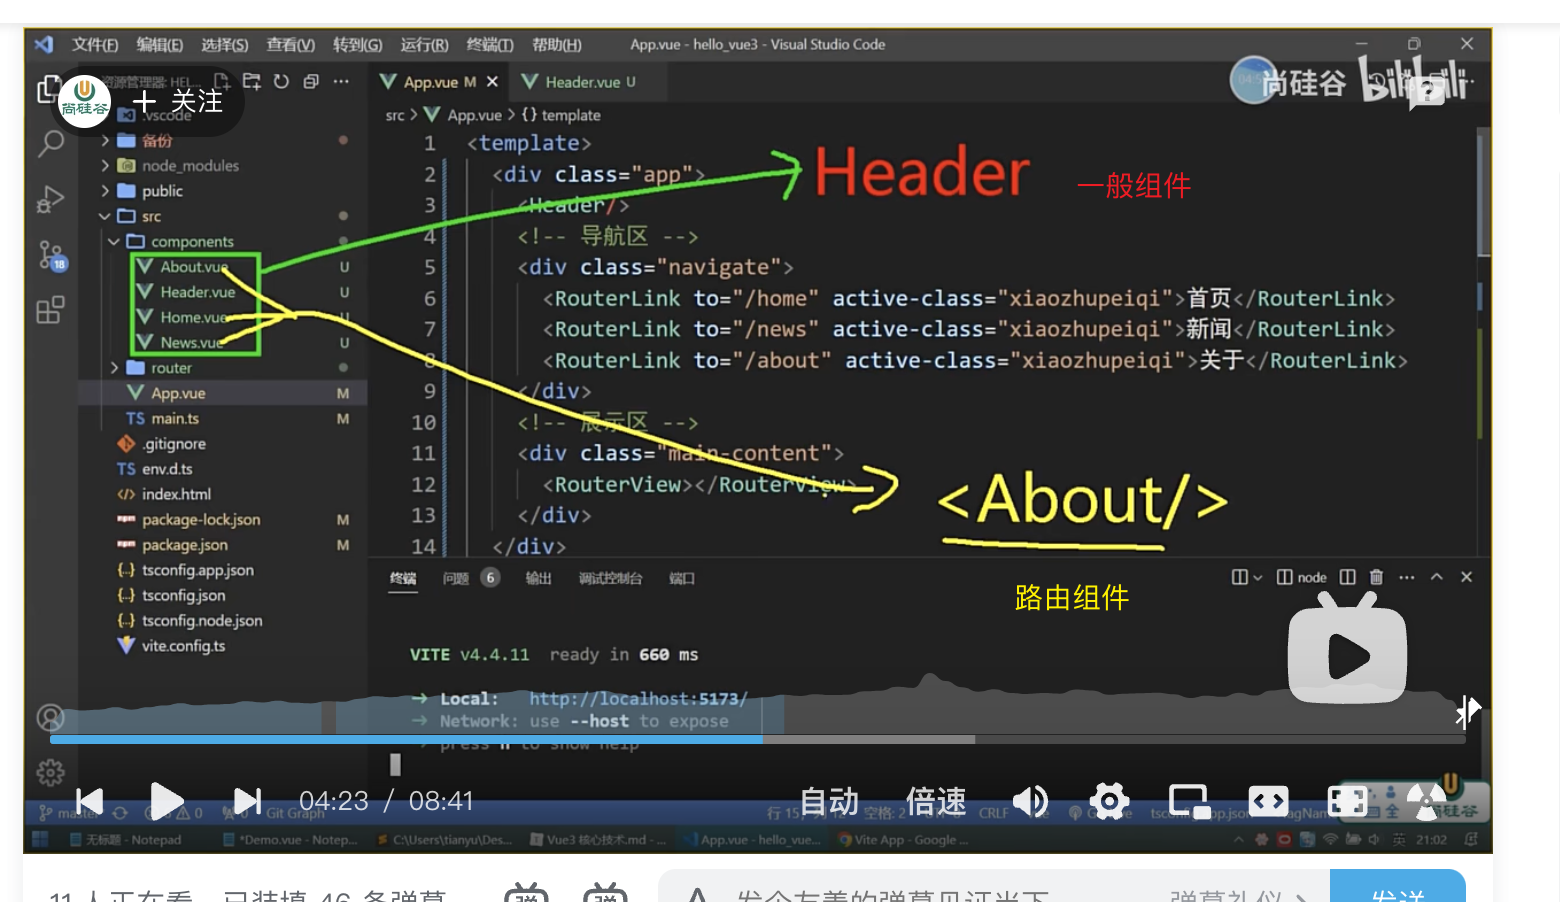 文件(F) 编辑(E) 选择(S) 查看(V) 转到(G) 运行(R) 终端(T) 帮助(H) App.vue - hello_vue3 - Visual Studio Code
资源管理器: HEL...
尚硅谷
关注
App.vue M
Header.vue U
尚硅谷 bilibili
src > App.vue > {} template
.vscode
备份
node_modules
public
src
components
About.vue U
Header.vue U
Home.vue U
News.vue U
router
App.vue M
TS main.ts M
.gitignore
TS env.d.ts
index.html
package-lock.json M
package.json M
tsconfig.app.json
tsconfig.json
tsconfig.node.json
vite.config.ts
18
1 <template>
2 <div class="app">
3 <Header/>
4 <!-- 导航区 -->
5 <div class="navigate">
6 <RouterLink to="/home" active-class="xiaozhupeiqi">首页</RouterLink>
7 <RouterLink to="/news" active-class="xiaozhupeiqi">新闻</RouterLink>
8 <RouterLink to="/about" active-class="xiaozhupeiqi">关于</RouterLink>
9 </div>
10 <!-- 展示区 -->
11 <div class="main-content">
12 <RouterView></RouterView>
13 </div>
14 </div>
Header
一般组件
<About/>
路由组件
终端 问题 6 输出 调试控制台 端口
node
VITE v4.4.11 ready in 660 ms
→ Local: http://localhost:5173/
→ Network: use --host to expose
press h to show help
04:23 / 08:41
自动 倍速
Git Graph
CRLF
无标题 - Notepad
*Demo.vue - Notep...
C:\Users\tianyu\Des...
Vue3 核心技术.md - ...
App.vue - hello_vue...
Vite App - Google ...
英 21:02
11 人正在看, 已装填 46 条弹幕
发个友善的弹幕见证当下
弹幕礼仪 >
发送